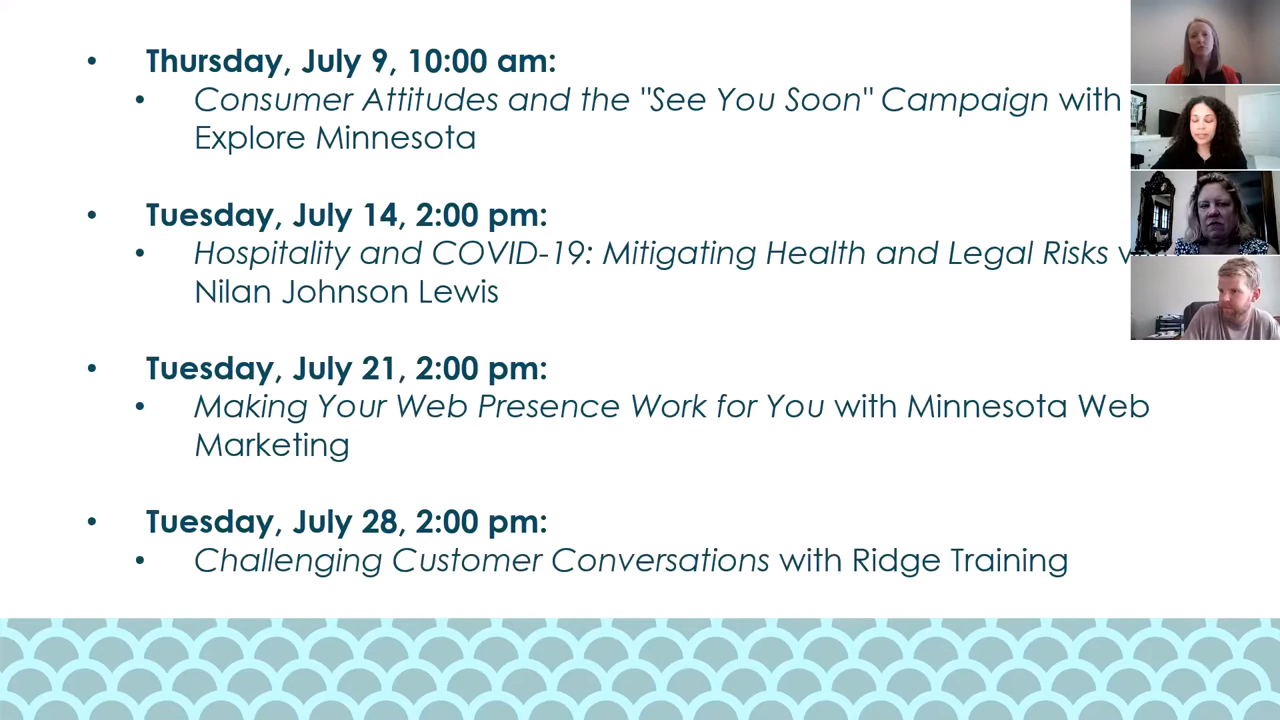 • Thursday, July 9, 10:00 am:
• Consumer Attitudes and the "See You Soon" Campaign with
Explore Minnesota
• Tuesday, July 14, 2:00 pm:
• Hospitality and COVID-19: Mitigating Health and Legal Risks
Nilan Johnson Lewis
• Tuesday, July 21, 2:00 pm:
• Making Your Web Presence Work for You with Minnesota Web
Marketing
• Tuesday, July 28, 2:00 pm:
• Challenging Customer Conversations with Ridge Training